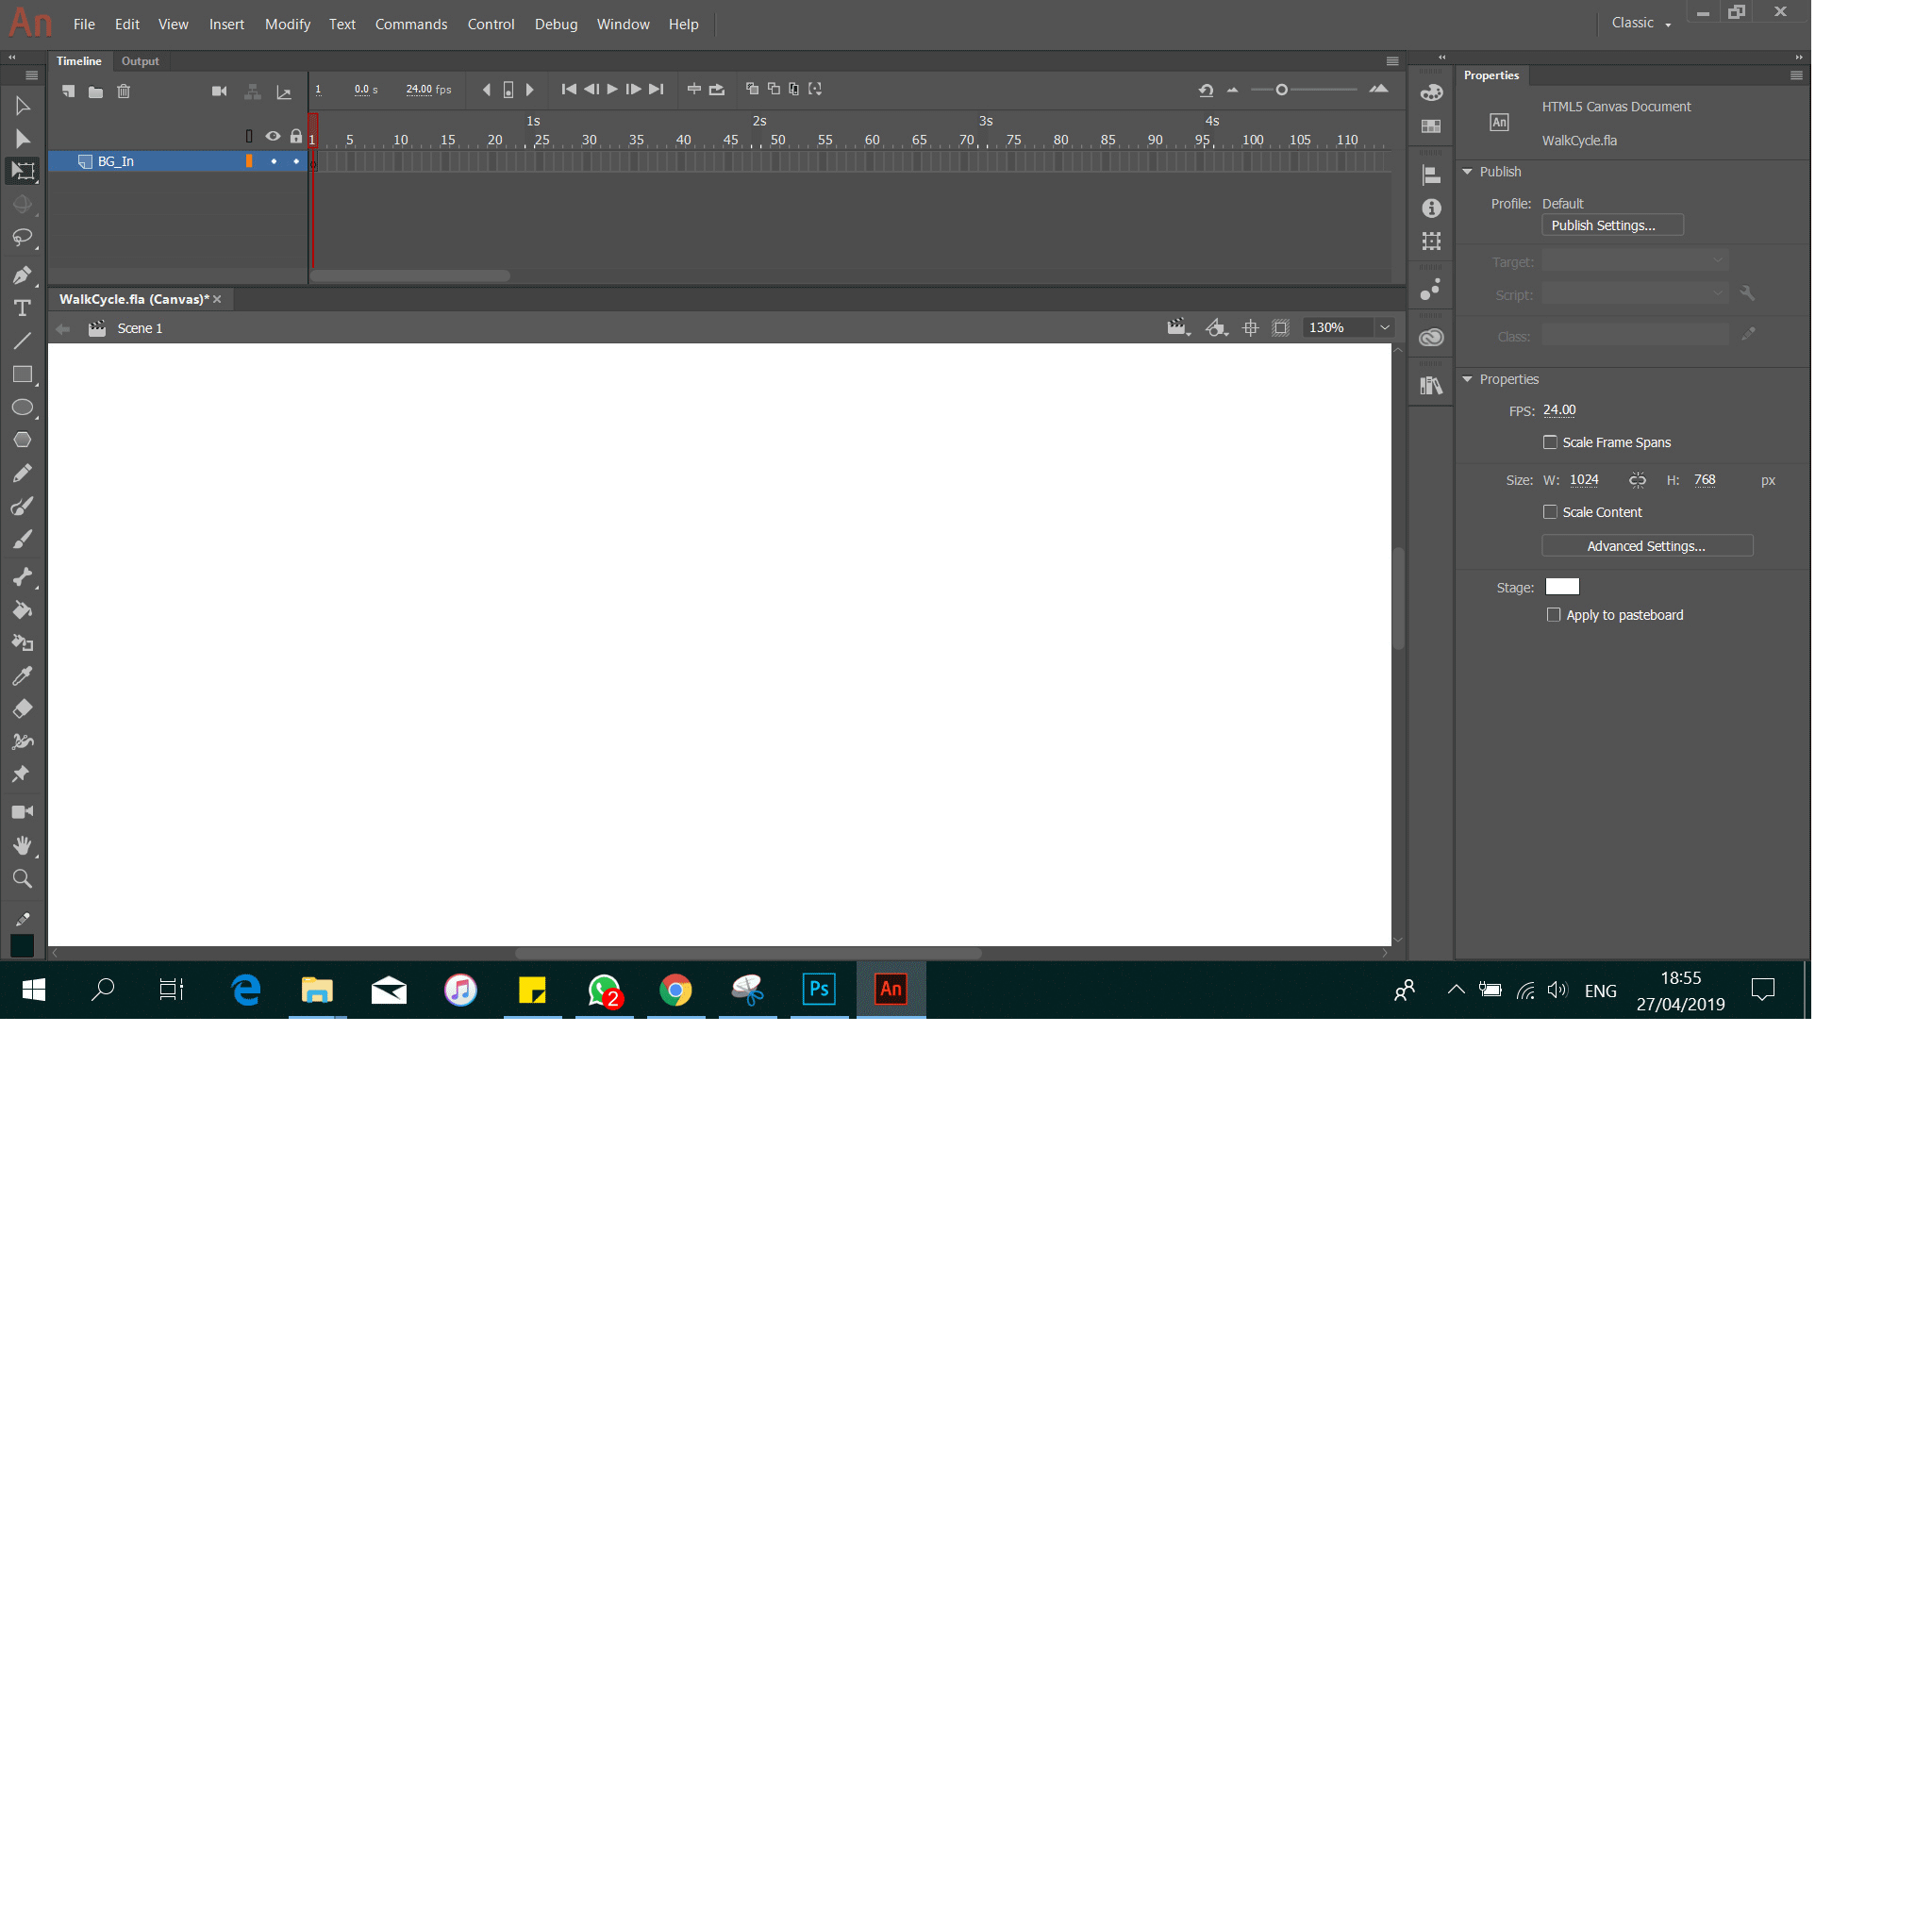 An File Edit View Insert Modify Text Commands Control Debug Window Help Classic
Timeline Output
Properties
1 0.0 s 24.00 fps
HTML5 Canvas Document
An
WalkCycle.fla
1s 2s 3s 4s
1 5 10 15 20 25 30 35 40 45 50 55 60 65 70 75 80 85 90 95 100 105 110
BG_In
Publish
Profile: Default
Publish Settings...
Target:
Script:
Class:
WalkCycle.fla (Canvas)*
Scene 1
130%
Properties
FPS: 24.00
Scale Frame Spans
Size: W: 1024 H: 768 px
Scale Content
Advanced Settings...
Stage:
Apply to pasteboard
2
Ps
An
ENG
18:55
27/04/2019